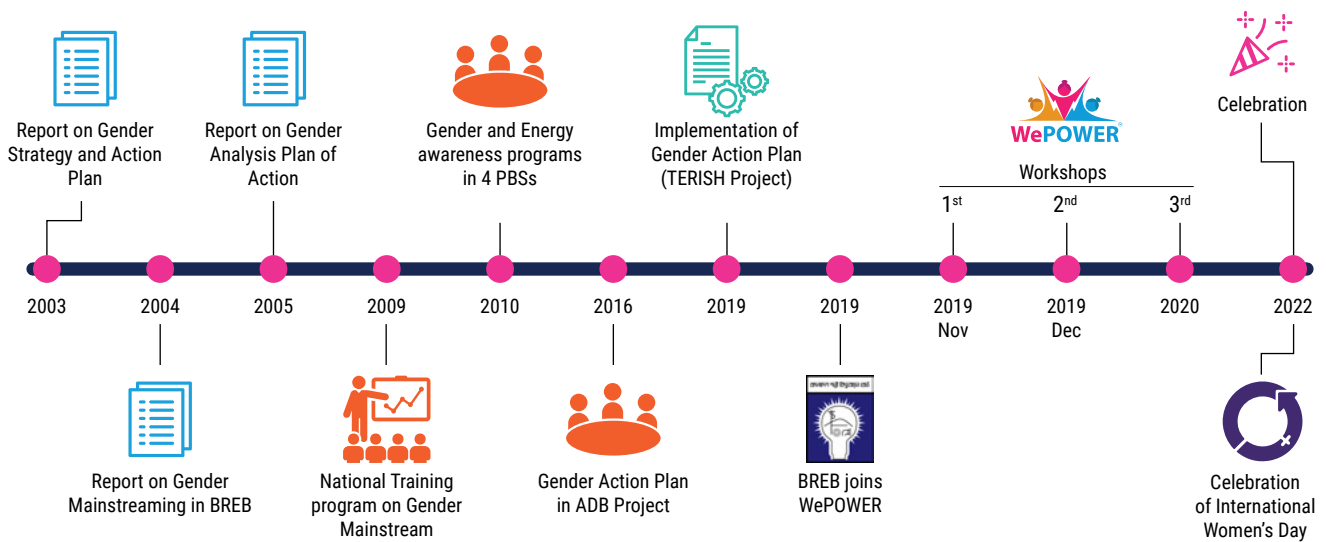 Report on Gender
Strategy and Action
Plan
Report on Gender
Analysis Plan of
Action
Gender and Energy
awareness programs
in 4 PBSs
Implementation of
Gender Action Plan
(TERISH Project)
WePOWER
Workshops
1st
2nd
3rd
Celebration
2003
2004
2005
2009
2010
2016
2019
2019
2019
Nov
2019
Dec
2020
2022
Report on Gender
Mainstreaming in BREB
National Training
program on Gender
Mainstream
Gender Action Plan
in ADB Project
BREB joins
WePOWER
Celebration
of International
Women's Day